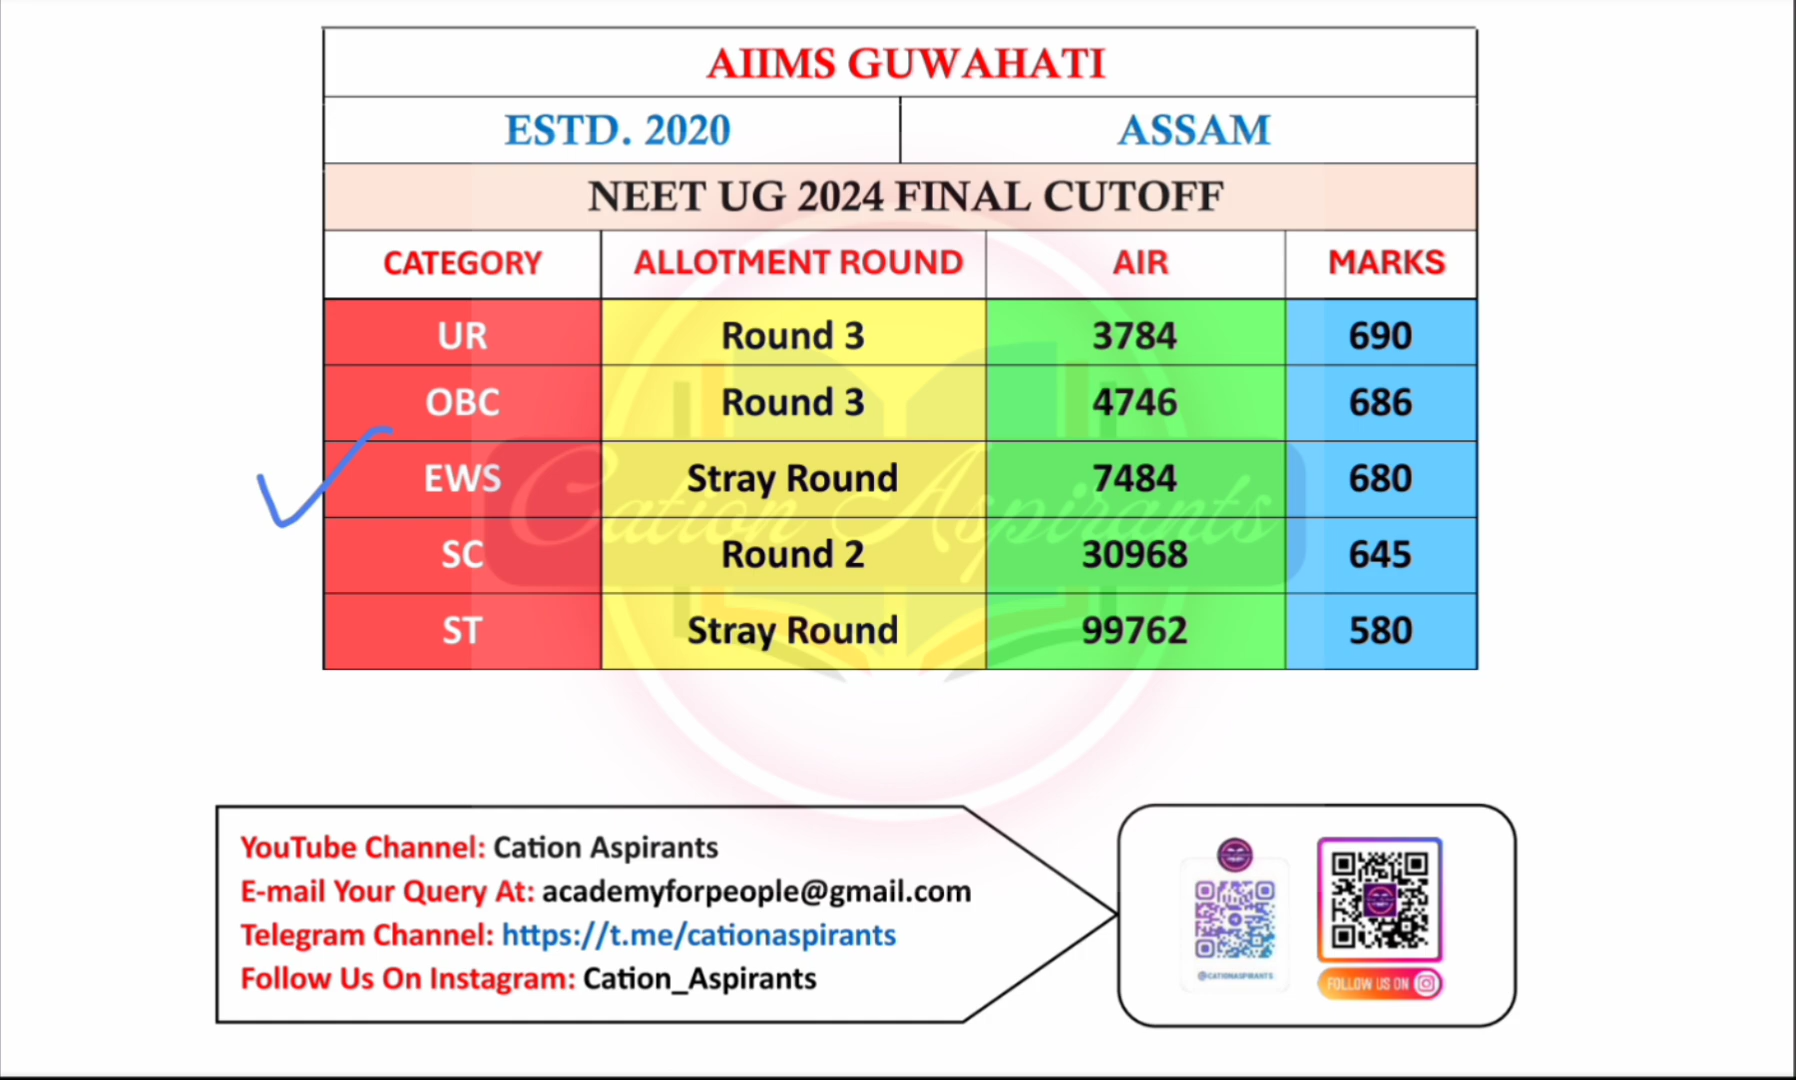 AIIMS GUWAHATI
ESTD. 2020 ASSAM
NEET UG 2024 FINAL CUTOFF
CATEGORY ALLOTMENT ROUND AIR MARKS
UR Round 3 3784 690
OBC Round 3 4746 686
EWS Stray Round 7484 680
SC Round 2 30968 645
ST Stray Round 99762 580
Cation Aspirants
YouTube Channel: Cation Aspirants
E-mail Your Query At: academyforpeople@gmail.com
Telegram Channel: https://t.me/cationaspirants
Follow Us On Instagram: Cation_Aspirants
@CATIONASPIRANTS
FOLLOW US ON